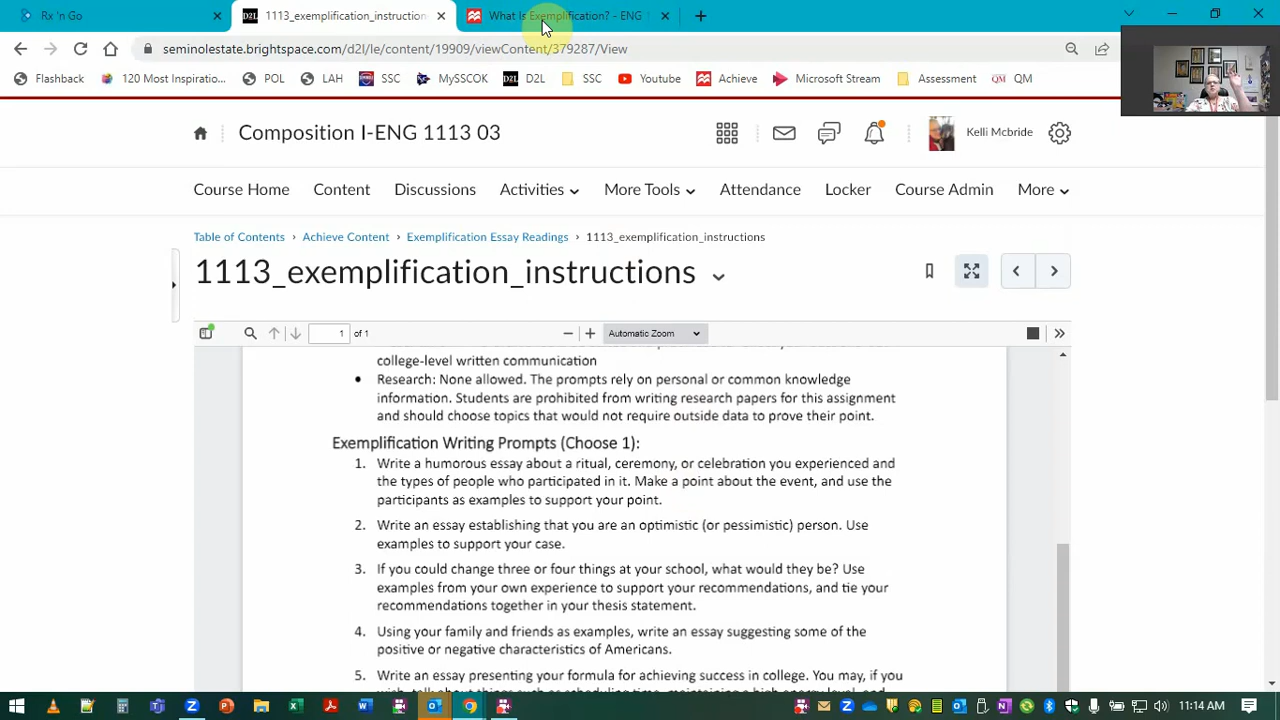 Rx 'n Go
1113_exemplification_instruction
What Is Exemplification? - ENG
seminolestate.brightspace.com/d2l/le/content/19909/viewContent/379287/View
Flashback 120 Most Inspiratio... POL LAH SSC MySSCOK D2L SSC Youtube Achieve Microsoft Stream Assessment QM QM
Composition I-ENG 1113 03
Kelli Mcbride
Course Home Content Discussions Activities More Tools Attendance Locker Course Admin More
Table of Contents › Achieve Content › Exemplification Essay Readings › 1113_exemplification_instructions
1113_exemplification_instructions
1 of 1 Automatic Zoom
college-level written communication
• Research: None allowed. The prompts rely on personal or common knowledge
information. Students are prohibited from writing research papers for this assignment
and should choose topics that would not require outside data to prove their point.
Exemplification Writing Prompts (Choose 1):
1. Write a humorous essay about a ritual, ceremony, or celebration you experienced and
the types of people who participated in it. Make a point about the event, and use the
participants as examples to support your point.
2. Write an essay establishing that you are an optimistic (or pessimistic) person. Use
examples to support your case.
3. If you could change three or four things at your school, what would they be? Use
examples from your own experience to support your recommendations, and tie your
recommendations together in your thesis statement.
4. Using your family and friends as examples, write an essay suggesting some of the
positive or negative characteristics of Americans.
5. Write an essay presenting your formula for achieving success in college. You may, if you
11:14 AM